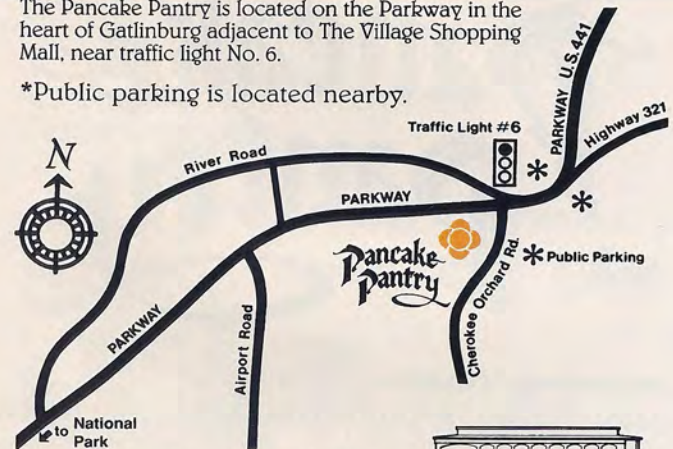 The Pancake Pantry is located on the Parkway in the
heart of Gatlinburg adjacent to The Village Shopping
Mall, near traffic light No. 6.
*Public parking is located nearby.
N
River Road
Traffic Light #6
PARKWAY U.S. 441
Highway 321
PARKWAY
Pancake
Pantry
Cherokee Orchard Rd.
* Public Parking
*
*
PARKWAY
Airport Road
to National
Park